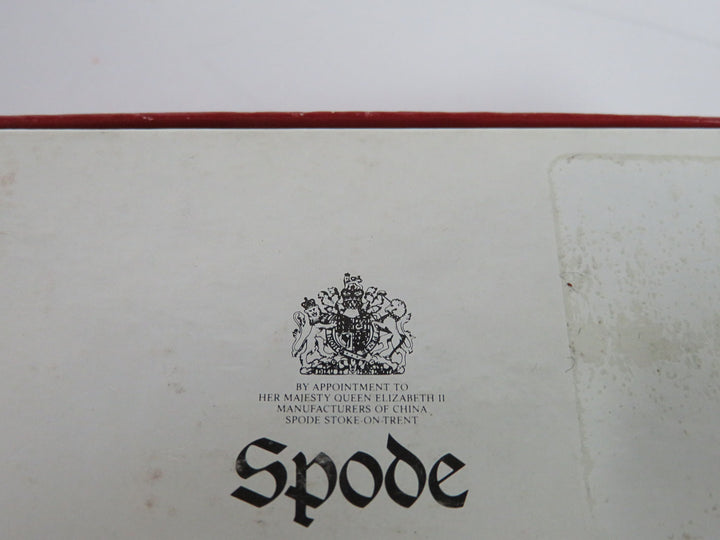 BY APPOINTMENT TO
HER MAJESTY QUEEN ELIZABETH II
MANUFACTURERS OF CHINA
SPODE STOKE-ON-TRENT
Spode